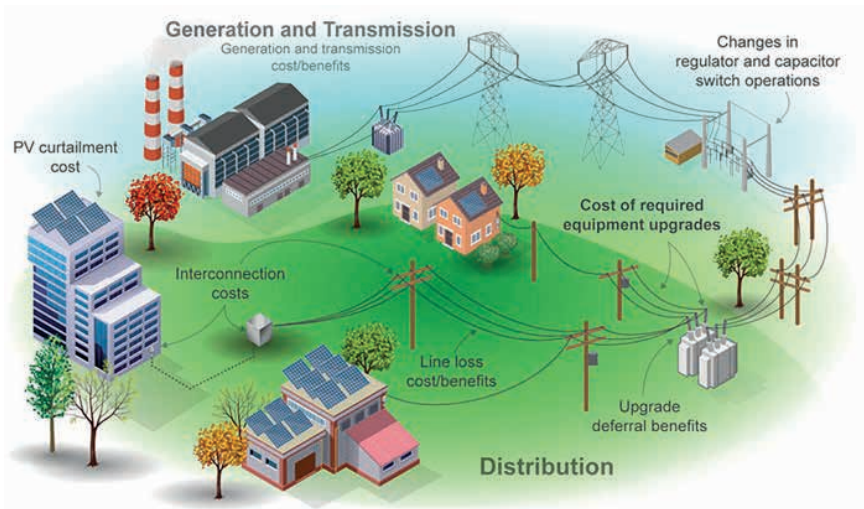 Generation and Transmission
Generation and transmission
cost/benefits
Changes in
regulator and capacitor
switch operations
PV curtailment
cost
Cost of required
equipment upgrades
Interconnection
costs
Line loss
cost/benefits
Upgrade
deferral benefits
Distribution